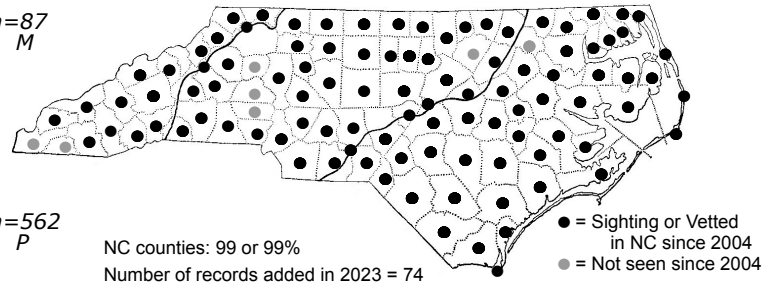 n=87
M
n=562
P
NC counties: 99 or 99%
Number of records added in 2023 = 74
= Sighting or Vetted
in NC since 2004
= Not seen since 2004